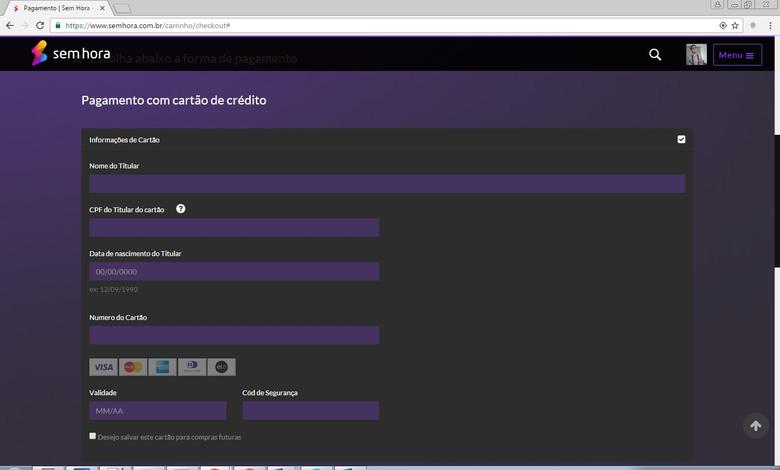 Pagamento | Sem Hora
https://www.semhora.com.br/carrinho/checkout#
sem hora
Escolha abaixo a forma de pagamento
Menu
Pagamento com cartão de crédito
Informações de Cartão
Nome do Titular
CPF do Titular do cartão ?
Data de nascimento do Titular
00/00/0000
ex: 12/09/1990
Numero do Cartão
VISA
elo
Validade Cód de Segurança
MM/AA
Desejo salvar este cartão para compras futuras